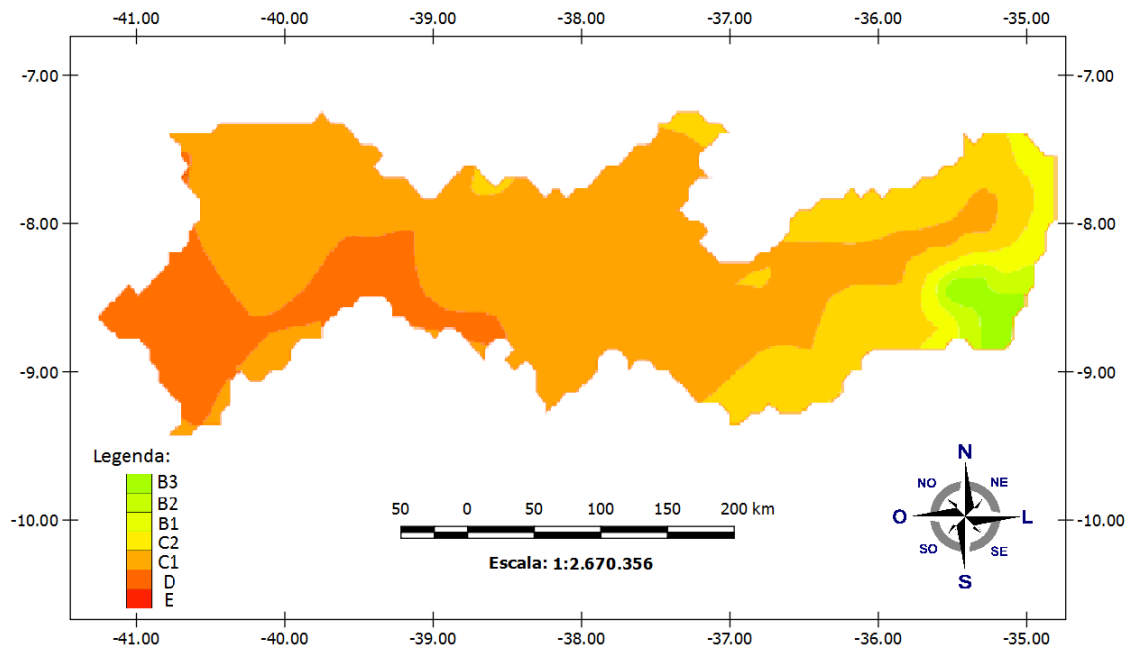 -41.00 -40.00 -39.00 -38.00 -37.00 -36.00 -35.00
-7.00 -7.00
-8.00 -8.00
-9.00 -9.00
-10.00 -10.00
Legenda:
B3
B2
B1
C2
C1
D
E
50 0 50 100 150 200 km
Escala: 1:2.670.356
N
NO NE
O L
SO SE
S
-41.00 -40.00 -39.00 -38.00 -37.00 -36.00 -35.00